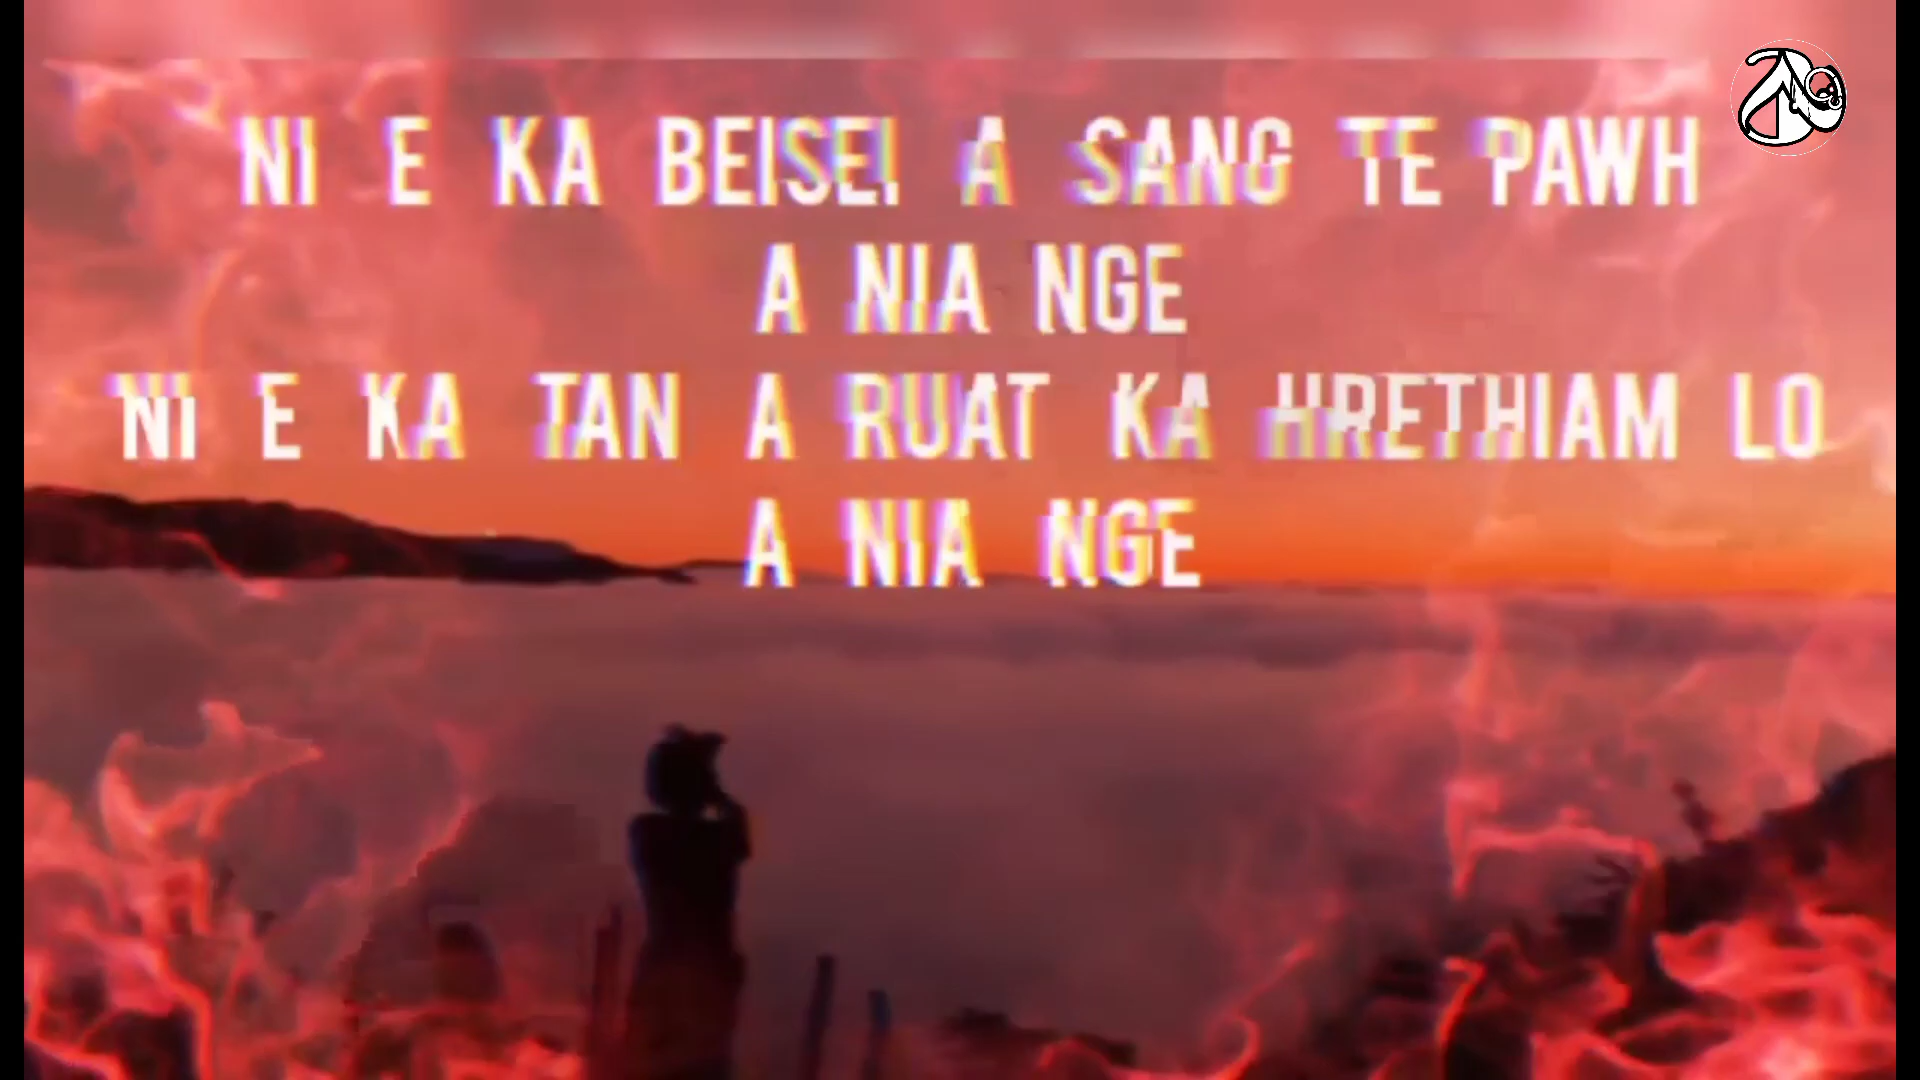 NI E KA BEISEI A SANG TE PAWH
A NIA NGE
NI E KA TAN A RUAT KA HRETHIAM LO
A NIA NGE